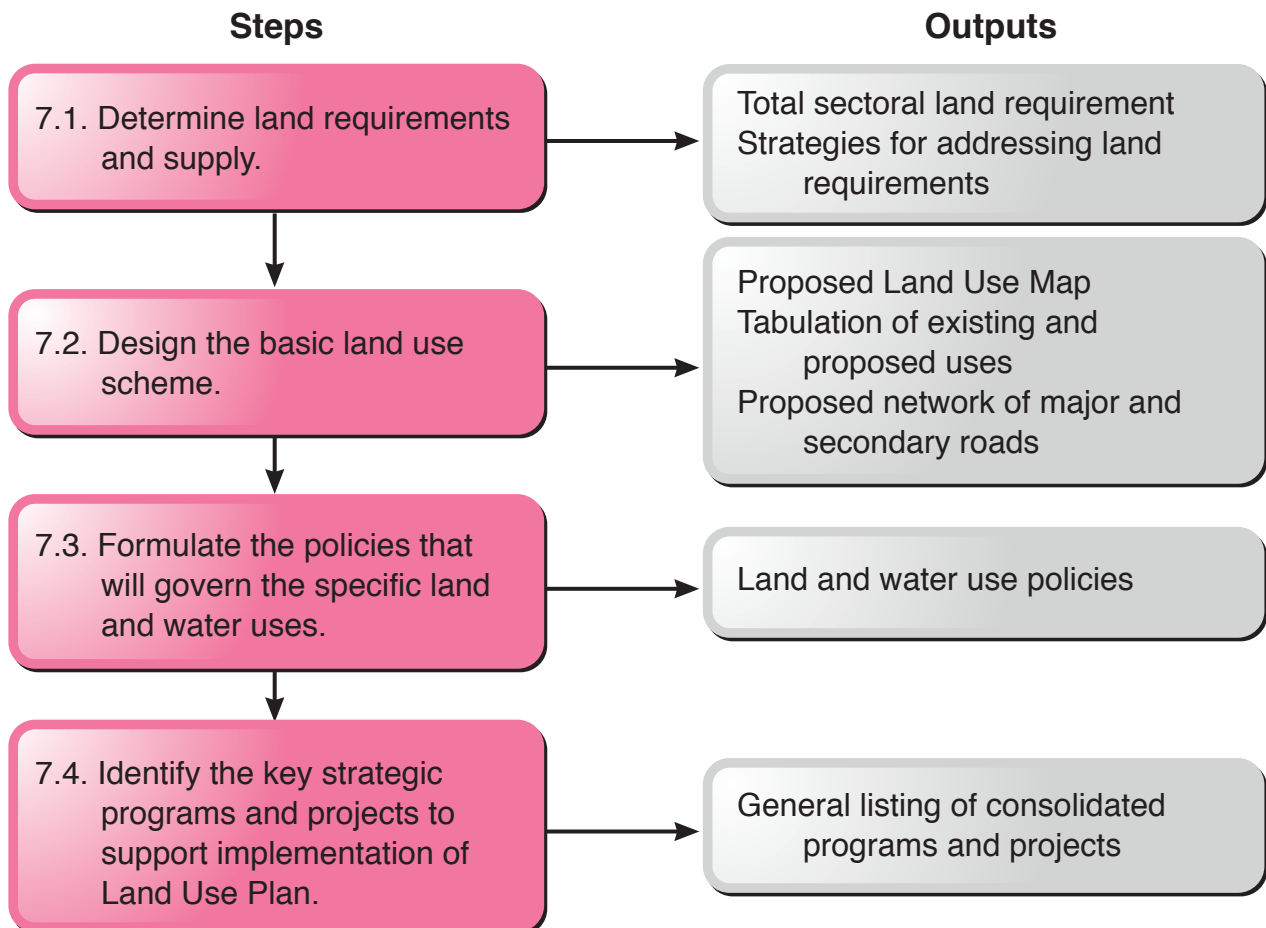 Steps
Outputs
7.1. Determine land requirements
and supply.
Total sectoral land requirement
Strategies for addressing land
requirements
7.2. Design the basic land use
scheme.
Proposed Land Use Map
Tabulation of existing and
proposed uses
Proposed network of major and
secondary roads
7.3. Formulate the policies that
will govern the specific land
and water uses.
Land and water use policies
7.4. Identify the key strategic
programs and projects to
support implementation of
Land Use Plan.
General listing of consolidated
programs and projects